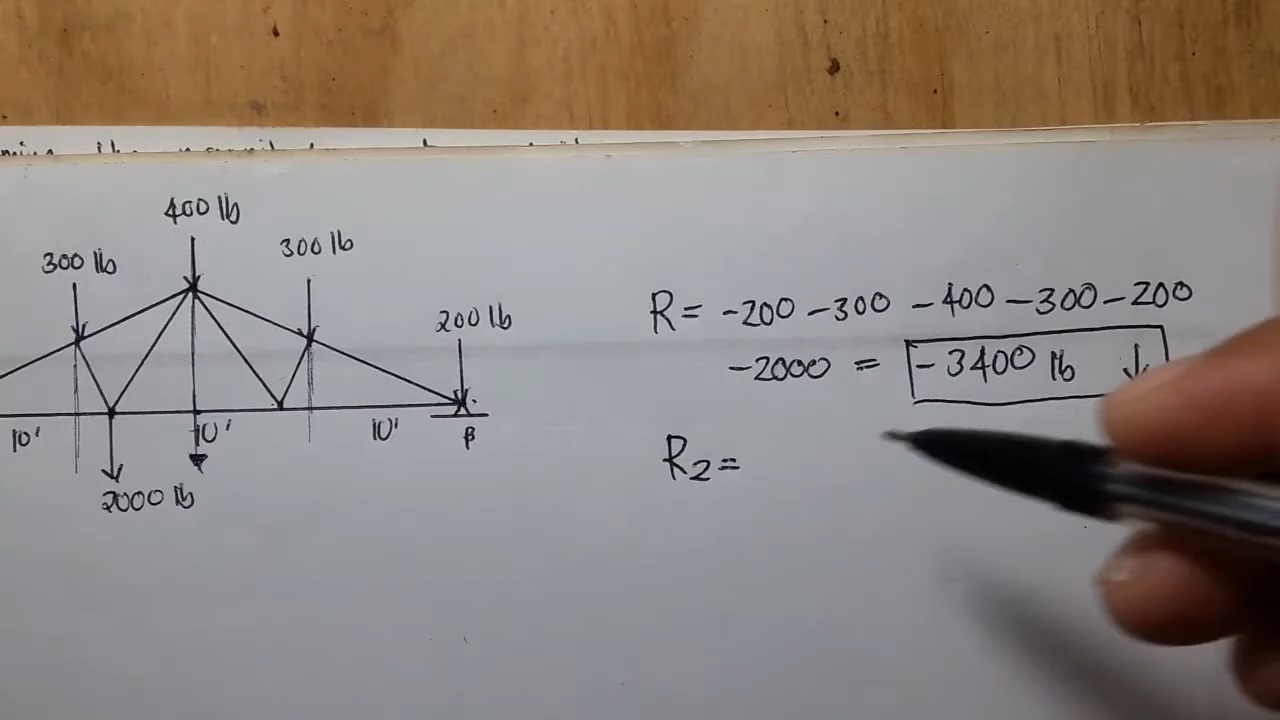 400 lb
300 lb
300 lb
200 lb
10'
10'
10'
B
2000 lb
R = -200 -300 -400 -300 -200
-2000 = -3400 lb ↓
R2 =